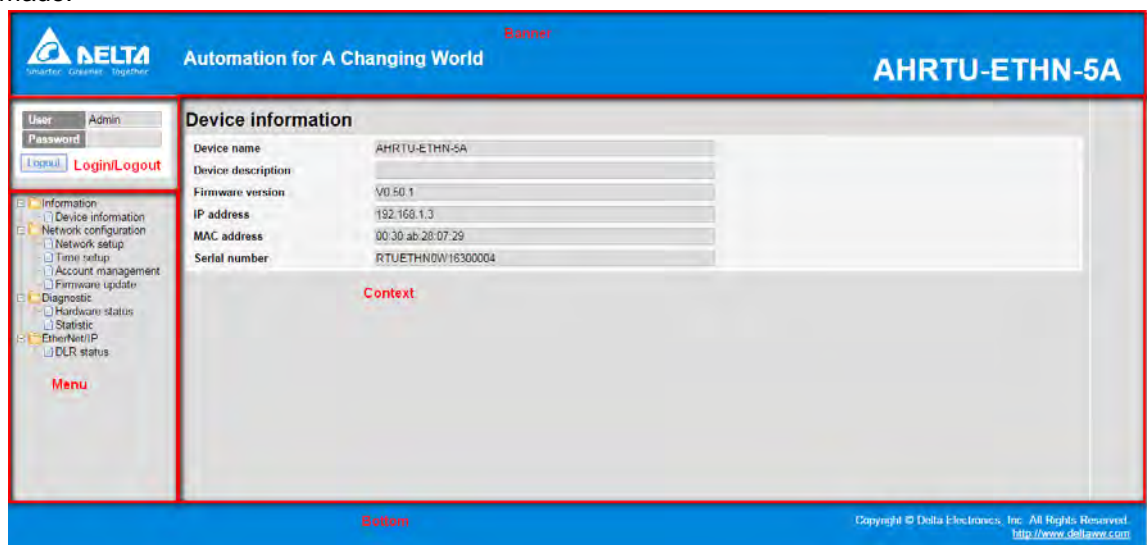 Banner
DELTA
Smarter. Greener. Together.
Automation for A Changing World
AHRTU-ETHN-5A
User Admin
Password
Logout Login/Logout
Information
Device information
Network configuration
Network setup
Time setup
Account management
Firmware update
Diagnostic
Hardware status
Statistic
EtherNet/IP
DLR status
Menu
Device information
Device name AHRTU-ETHN-5A
Device description
Firmware version V0.50.1
IP address 192.168.1.3
MAC address 00:30:ab:28:07:29
Serial number RTUETHN0W16300004
Context
Bottom
Copyright © Delta Electronics, Inc. All Rights Reserved.
http://www.deltaww.com